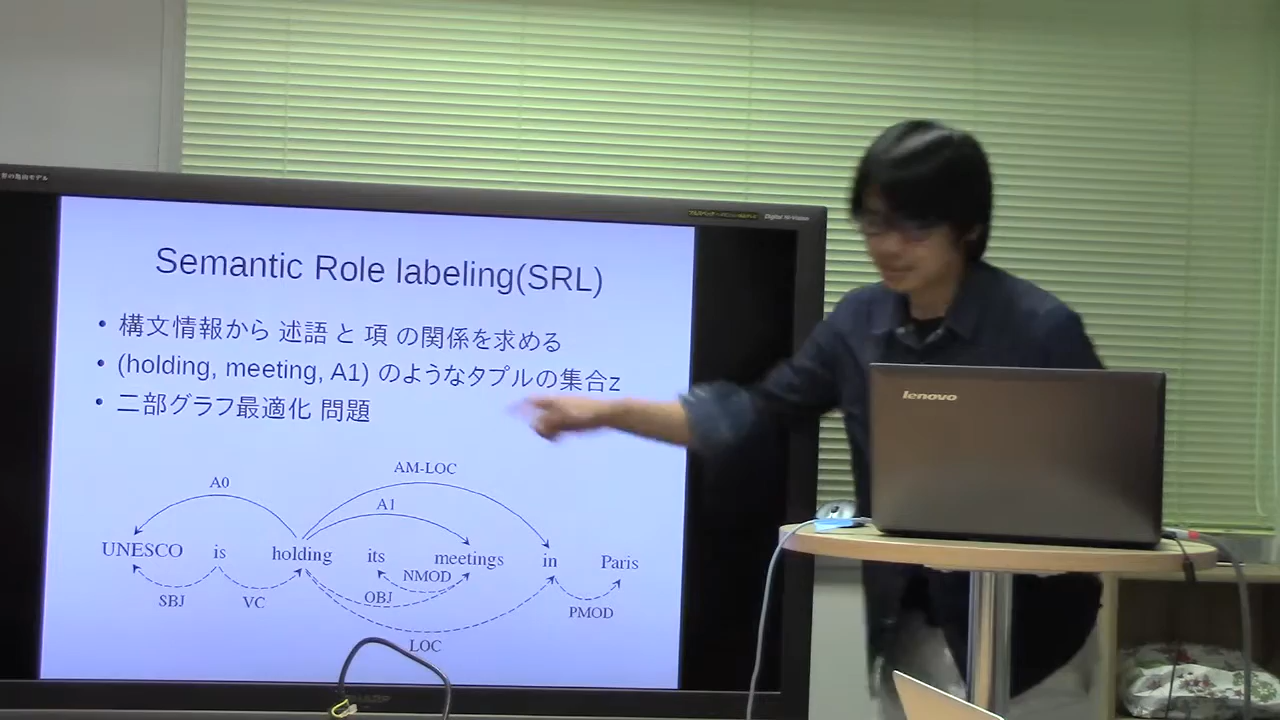 Digital Hi-Vision
Semantic Role labeling(SRL)
• 構文情報から 述語 と 項 の関係を求める
• (holding, meeting, A1) のようなタプルの集合z
• 二部グラフ最適化 問題
lenovo
AM-LOC
A0
A1
UNESCO is holding its meetings in Paris
NMOD
SBJ VC OBJ PMOD
LOC